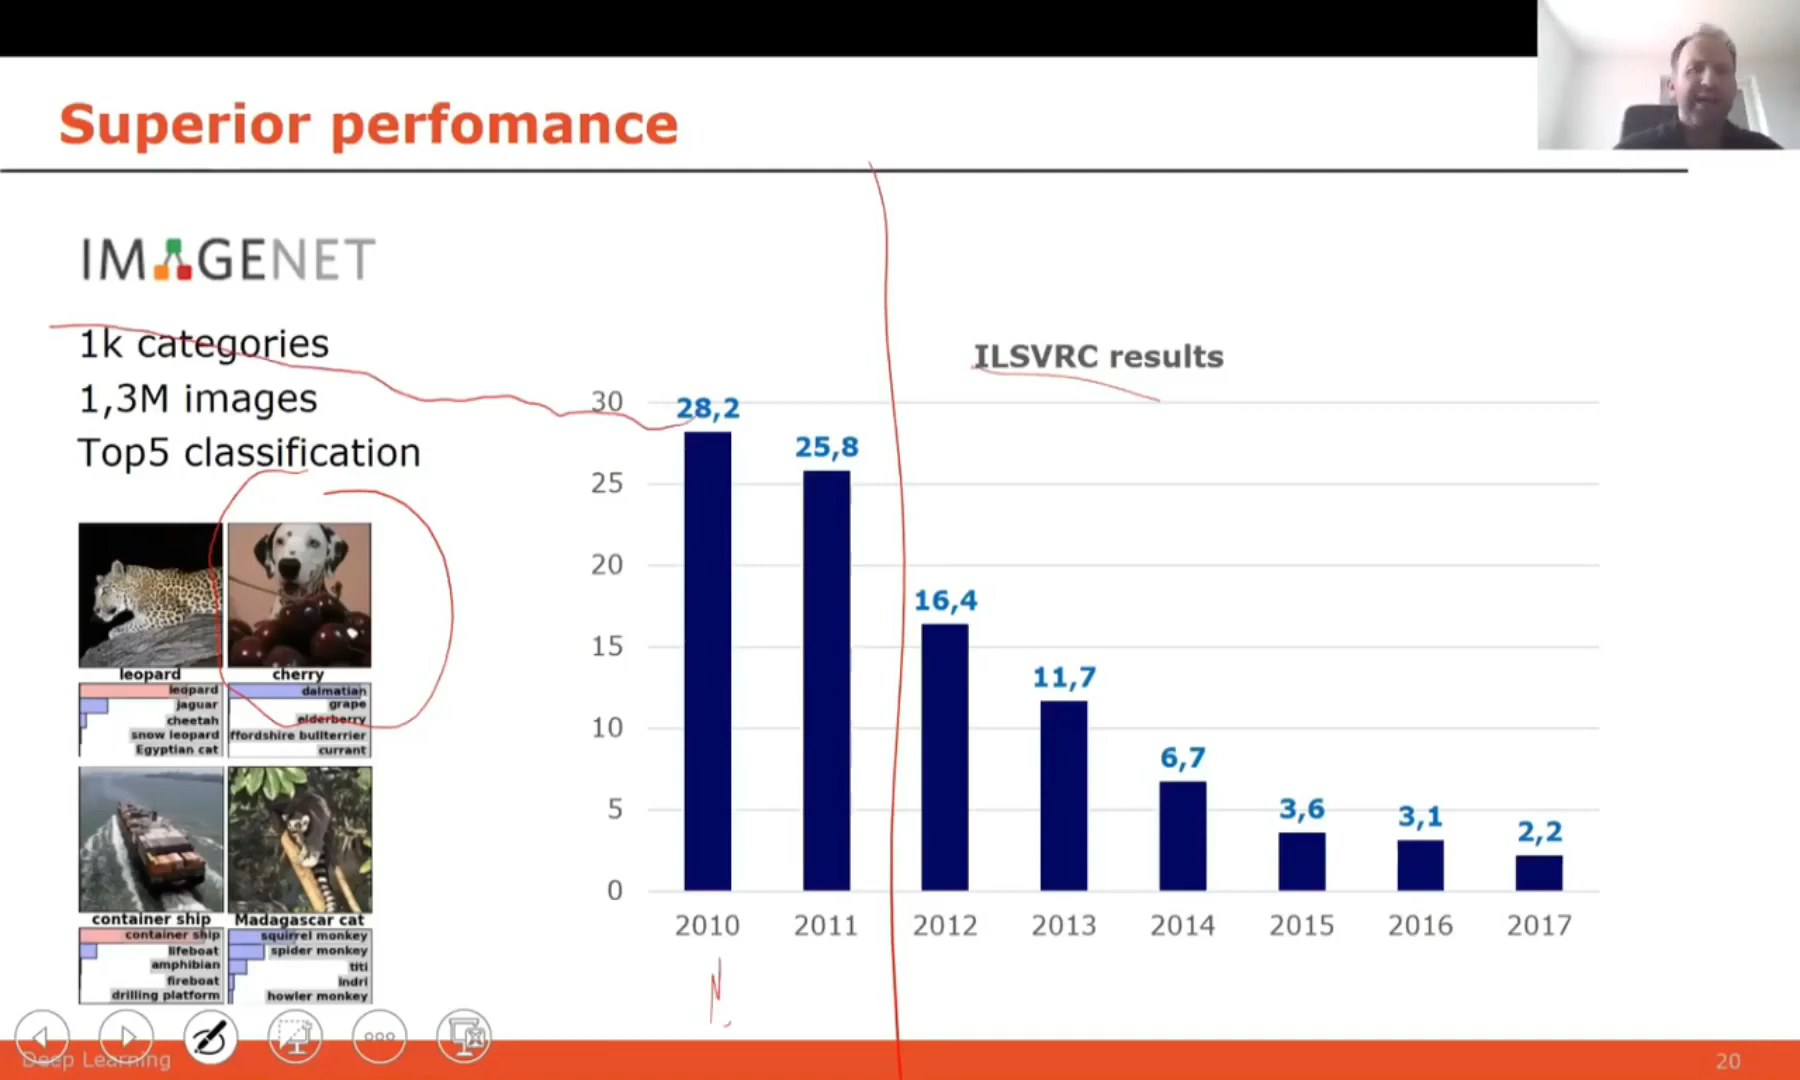 Superior perfomance
IMAGENET
1k categories
1,3M images
Top5 classification
leopard
leopard
jaguar
cheetah
snow leopard
Egyptian cat
cherry
dalmatian
grape
elderberry
ffordshire bullterrier
currant
container ship
container ship
lifeboat
amphibian
fireboat
drilling platform
Madagascar cat
squirrel monkey
spider monkey
titi
indri
howler monkey
ILSVRC results
30
25
20
15
10
5
0
28,2
25,8
16,4
11,7
6,7
3,6
3,1
2,2
2010
2011
2012
2013
2014
2015
2016
2017
Deep Learning
20